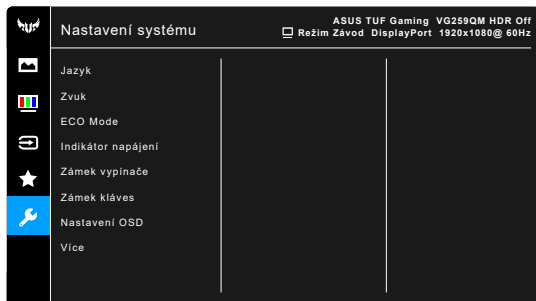 Nastavení systému
ASUS TUF Gaming VG259QM HDR Off
Režim Závod DisplayPort 1920x1080@ 60Hz
Jazyk
Zvuk
ECO Mode
Indikátor napájení
Zámek vypínače
Zámek kláves
Nastavení OSD
Více